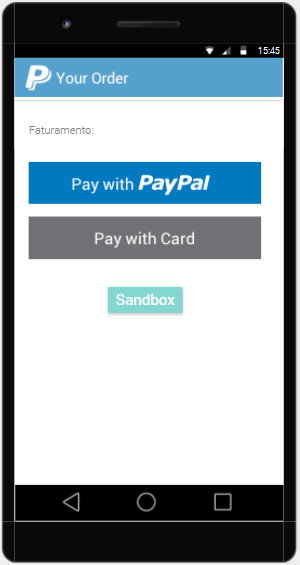 15:45
Your Order
Faturamento:
Pay with PayPal
Pay with Card
Sandbox